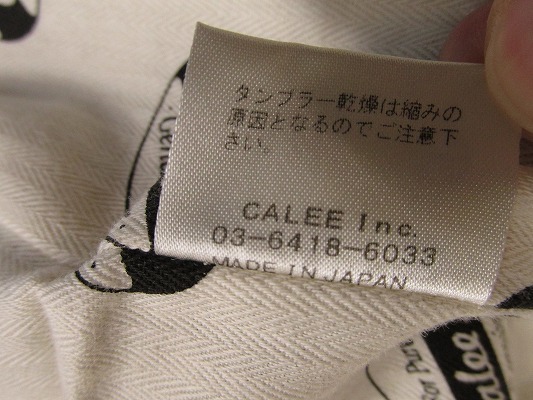 タンブラー乾燥は縮みの
原因となるのでご注意下
さい。
CALEE Inc.
03-6418-6033
MADE IN JAPAN
alee